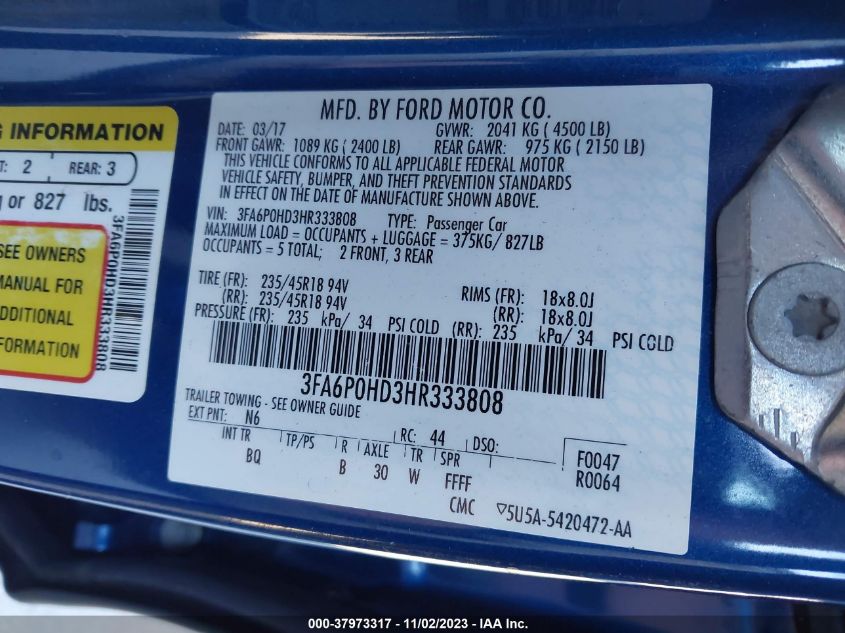 INFORMATION
2
REAR: 3
or 827 lbs.
SEE OWNERS
MANUAL FOR
ADDITIONAL
INFORMATION
3FA6P0HD3HR333808
MFD. BY FORD MOTOR CO.
DATE: 03/17 GVWR: 2041 KG ( 4500 LB)
FRONT GAWR: 1089 KG ( 2400 LB) REAR GAWR: 975 KG ( 2150 LB)
THIS VEHICLE CONFORMS TO ALL APPLICABLE FEDERAL MOTOR
VEHICLE SAFETY, BUMPER, AND THEFT PREVENTION STANDARDS
IN EFFECT ON THE DATE OF MANUFACTURE SHOWN ABOVE.
VIN: 3FA6P0HD3HR333808 TYPE: Passenger Car
MAXIMUM LOAD = OCCUPANTS + LUGGAGE = 375KG/ 827LB
OCCUPANTS = 5 TOTAL; 2 FRONT, 3 REAR
TIRE (FR): 235/45R18 94V RIMS (FR): 18x8.0J
(RR): 235/45R18 94V (RR): 18x8.0J
PRESSURE (FR): 235 kPa/ 34 PSI COLD (RR): 235 kPa/ 34 PSI COLD
3FA6P0HD3HR333808
TRAILER TOWING - SEE OWNER GUIDE
EXT PNT: N6 RC: 44 DSO: F0047
INT TR TP/PS R AXLE TR SPR R0064
BQ B 30 W FFFF
CMC ▽5U5A-5420472-AA
000-37973317 - 11/02/2023 - IAA Inc.